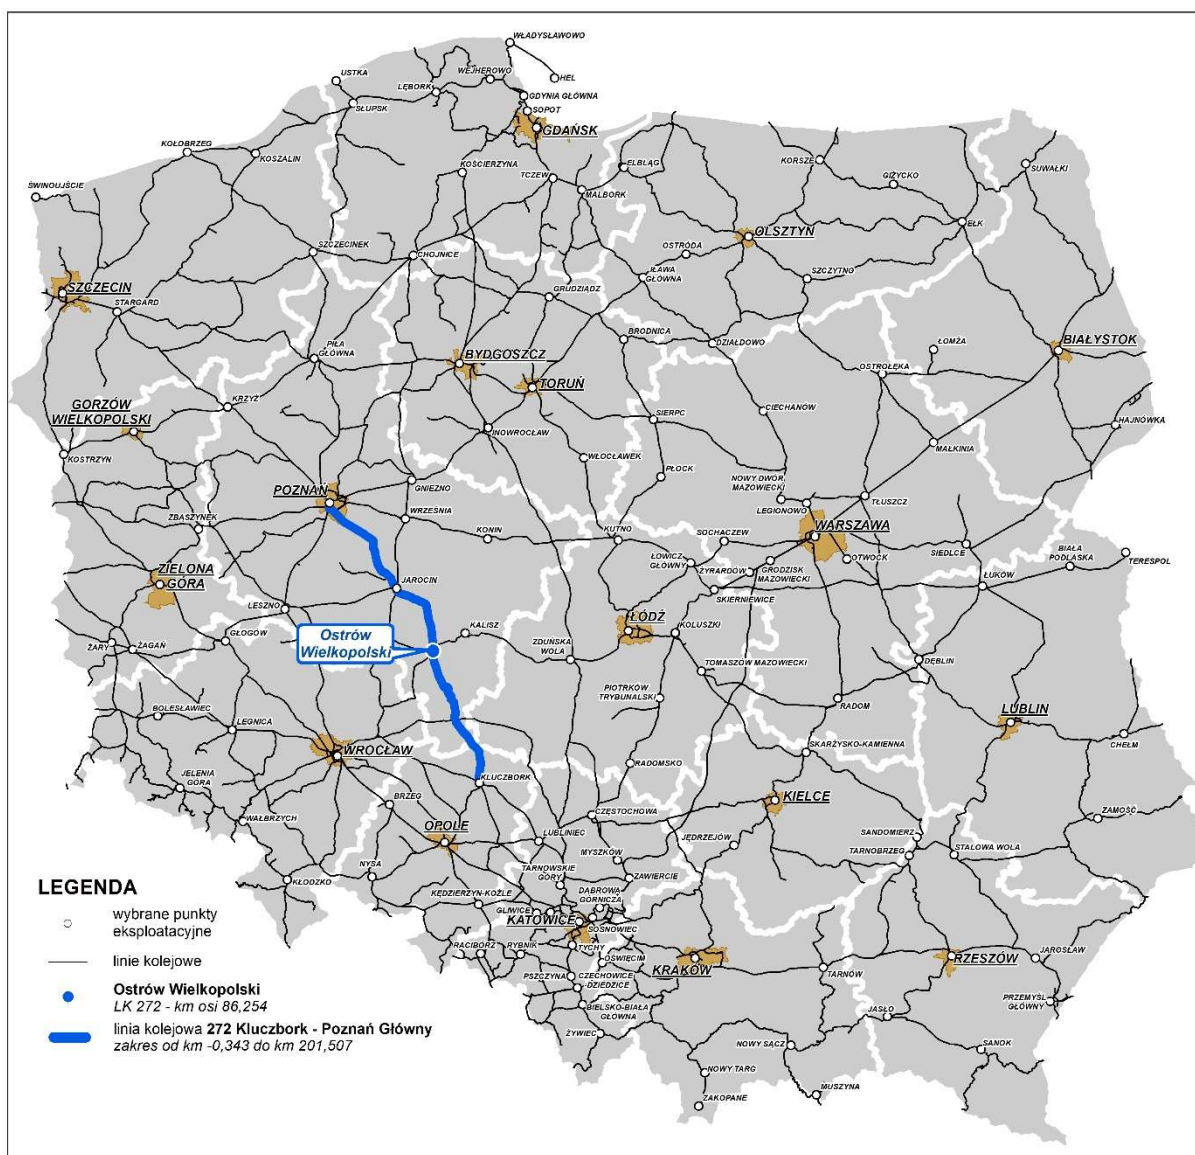 WŁADYSŁAWOWO
USTKA
WEJHEROWO
HEL
LĘBORK
GDYNIA GŁÓWNA
SŁUPSK
SOPOT
GDAŃSK
KOŁOBRZEG
KOSZALIN
KOŚCIERZYNA
ELBLĄG
KORSZE
SUWAŁKI
TCZEW
GIŻYCKO
ŚWINOUJŚCIE
MALBORK
EŁK
OLSZTYN
SZCZECINEK
CHOJNICE
OSTRÓDA
IŁAWA
GŁÓWNA
SZCZYTNO
SZCZECIN
GRUDZIĄDZ
STARGARD
BRODNICA
DZIAŁDOWO
BIAŁYSTOK
PIŁA
GŁÓWNA
BYDGOSZCZ
ŁOMŻA
TORUŃ
OSTROŁĘKA
GORZÓW
WIELKOPOLSKI
KRZYŻ
SIERPC
CIECHANÓW
HAJNÓWKA
INOWROCŁAW
MAŁKINIA
KOSTRZYN
WŁOCŁAWEK
PŁOCK
NOWY DWÓR
MAZOWIECKI
POZNAŃ
GNIEZNO
TŁUSZCZ
LEGIONOWO
WRZEŚNIA
ZBĄSZYNEK
KONIN
KUTNO
SOCHACZEW
WARSZAWA
SIEDLCE
BIAŁA
PODLASKA
TERESPOL
ŁOWICZ
GŁÓWNY
OTWOCK
ŻYRARDÓW
GRODZISK
MAZOWIECKI
ZIELONA
GÓRA
JAROCIN
SKIERNIEWICE
ŁUKÓW
LESZNO
ŁÓDŹ
KOLUSZKI
GŁOGÓW
Ostrów
Wielkopolski
KALISZ
ŻARY
ŻAGAŃ
ZDUŃSKA
WOLA
DĘBLIN
TOMASZÓW MAZOWIECKI
PIOTRKÓW
TRYBUNALSKI
RADOM
LUBLIN
BOLESŁAWIEC
LEGNICA
CHEŁM
WROCŁAW
SKARŻYSKO-KAMIENNA
RADOMSKO
JELENIA
GÓRA
KLUCZBORK
KIELCE
BRZEG
ZAMOŚĆ
WAŁBRZYCH
OPOLE
CZĘSTOCHOWA
LUBLINIEC
JĘDRZEJÓW
SANDOMIERZ
TARNOBRZEG
STALOWA WOLA
MYSZKÓW
NYSA
TARNOWSKIE
GÓRY
ZAWIERCIE
KŁODZKO
KĘDZIERZYN-KOŹLE
DĄBROWA
GÓRNICZA
GLIWICE
KATOWICE
SOSNOWIEC
RACIBÓRZ
RYBNIK
TYCHY
OŚWIĘCIM
KRAKÓW
TARNÓW
RZESZÓW
JAROSŁAW
PSZCZYNA
CZECHOWICE
-DZIEDZICE
BIELSKO-BIAŁA
GŁÓWNA
PRZEMYŚL
GŁÓWNY
JASŁO
ŻYWIEC
NOWY SĄCZ
SANOK
NOWY TARG
MUSZYNA
ZAKOPANE
LEGENDA
wybrane punkty
eksploatacyjne
linie kolejowe
Ostrów Wielkopolski
LK 272 - km osi 86,254
linia kolejowa 272 Kluczbork - Poznań Główny
zakres od km -0,343 do km 201,507